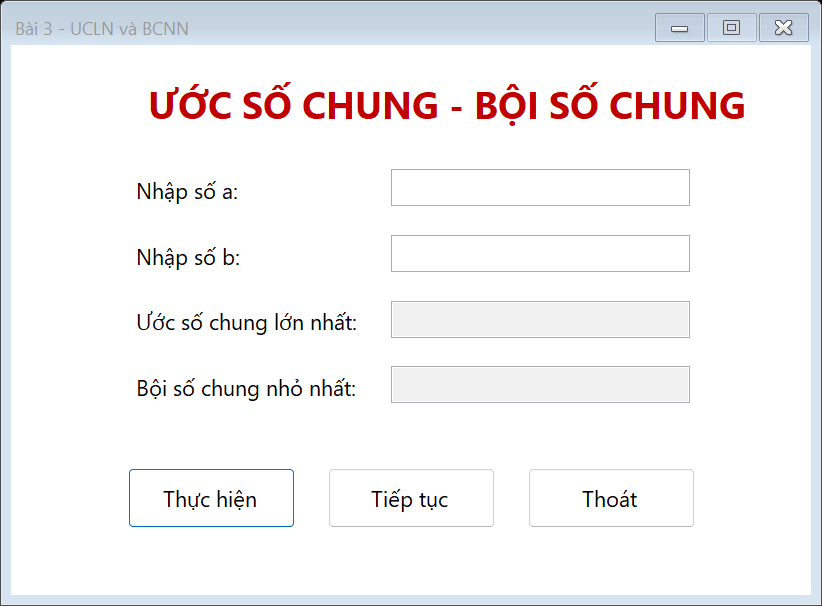 Bài 3 - UCLN và BCNN
ƯỚC SỐ CHUNG - BỘI SỐ CHUNG
Nhập số a:
Nhập số b:
Ước số chung lớn nhất:
Bội số chung nhỏ nhất:
Thực hiện
Tiếp tục
Thoát